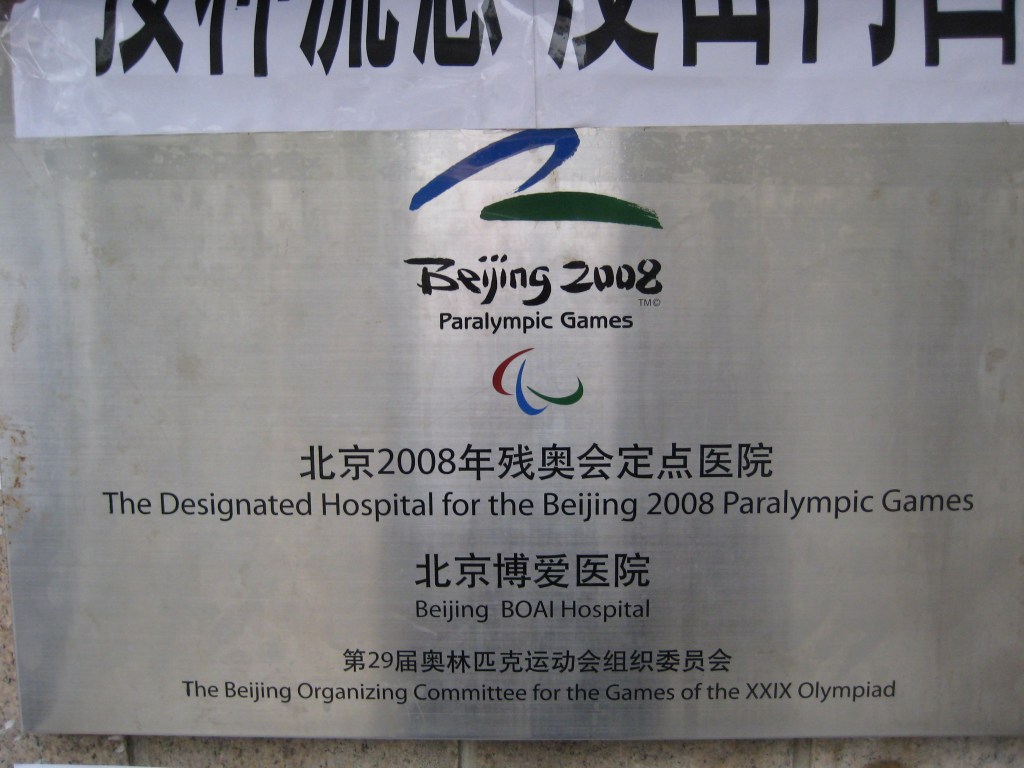 Beijing 2008
TM©
Paralympic Games
北京2008年残奥会定点医院
The Designated Hospital for the Beijing 2008 Paralympic Games
北京博爱医院
Beijing BOAI Hospital
第29届奥林匹克运动会组织委员会
The Beijing Organizing Committee for the Games of the XXIX Olympiad